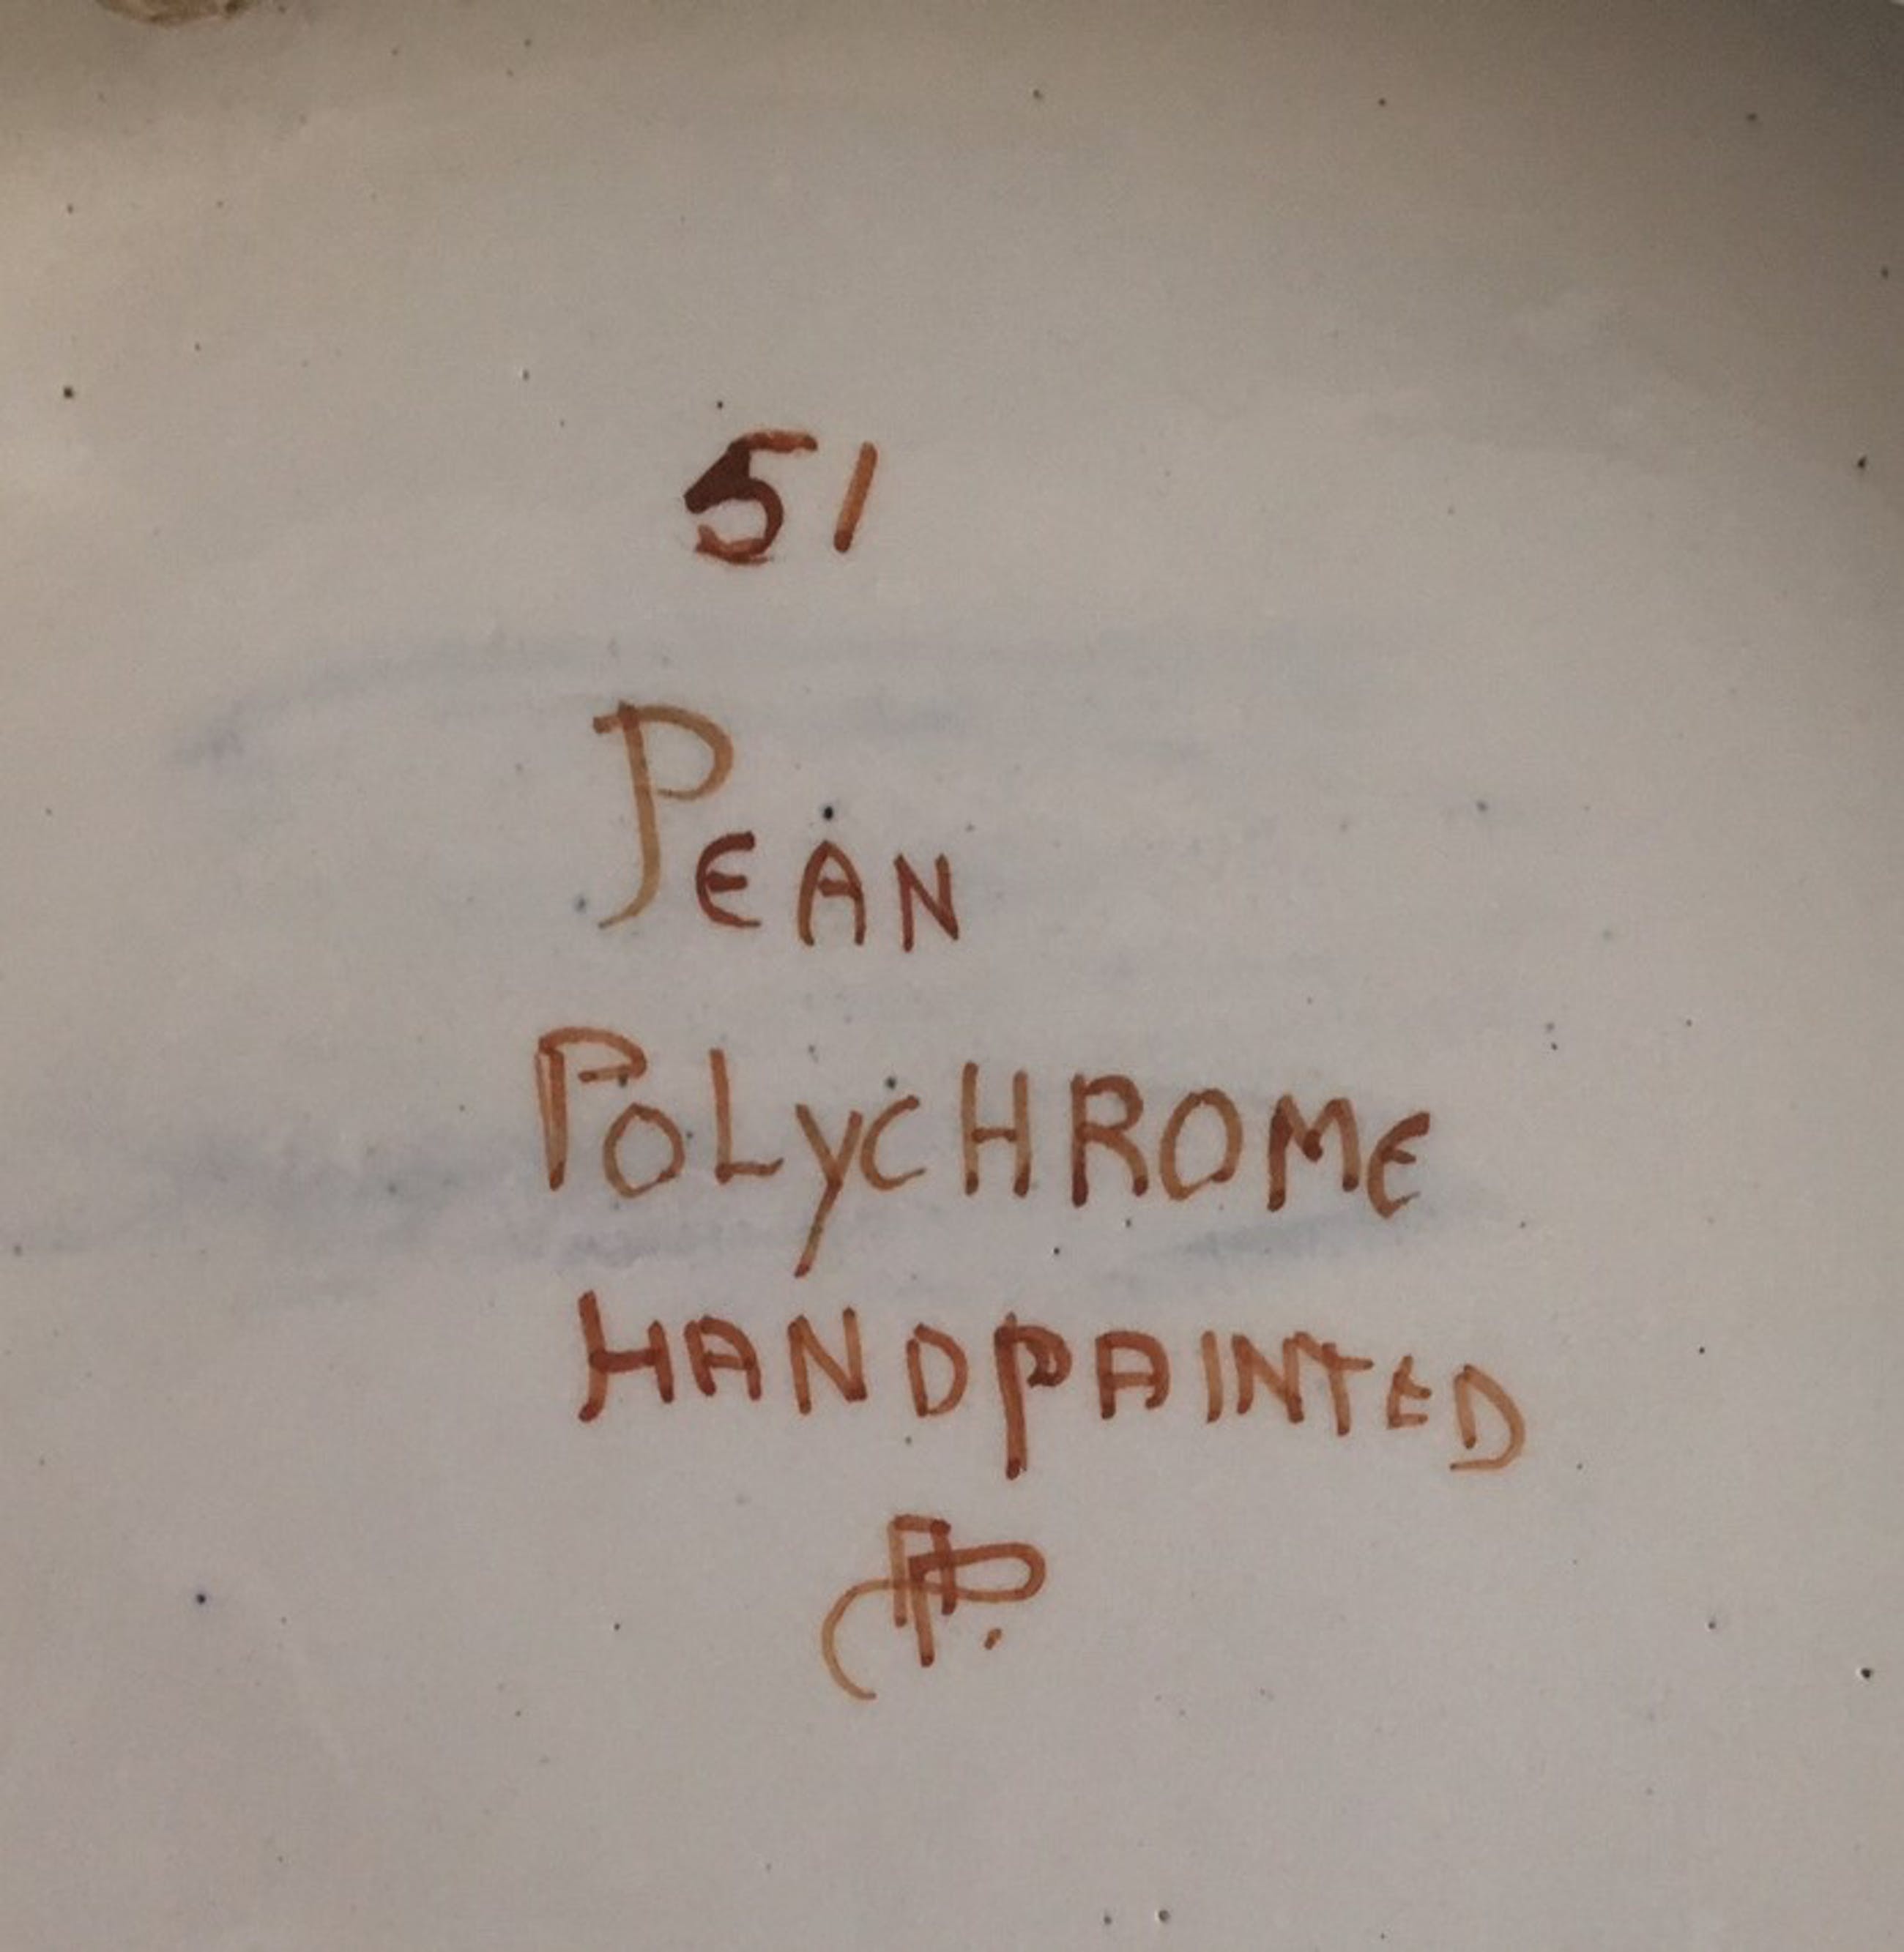 51
PEAN
POLYCHROME
HANDPAINTED